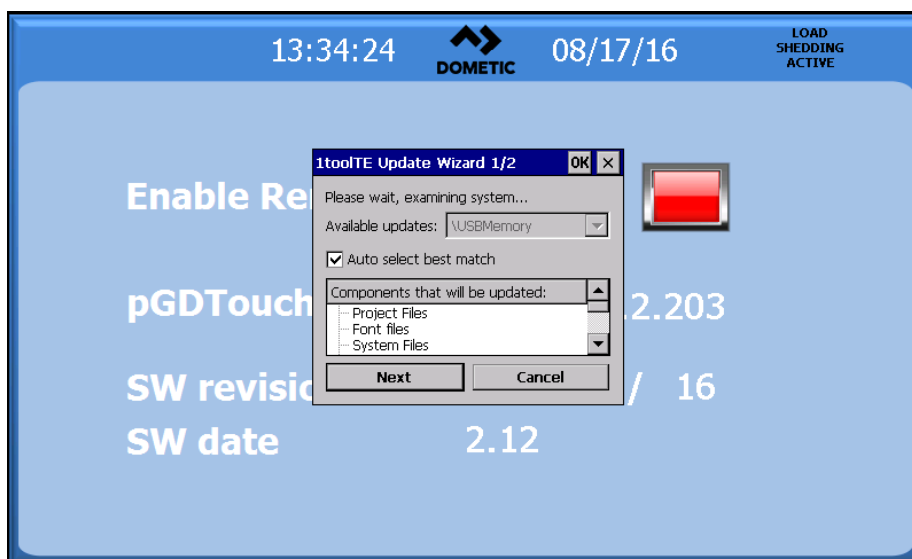 13:34:24
DOMETIC
08/17/16
LOAD
SHEDDING
ACTIVE
1toolTE Update Wizard 1/2
OK
Please wait, examining system...
Available updates: \USBMemory
Auto select best match
Components that will be updated:
Project Files
Font files
System Files
Next
Cancel
Enable Re
pGDTouch
2.203
SW revisio
/ 16
SW date
2.12